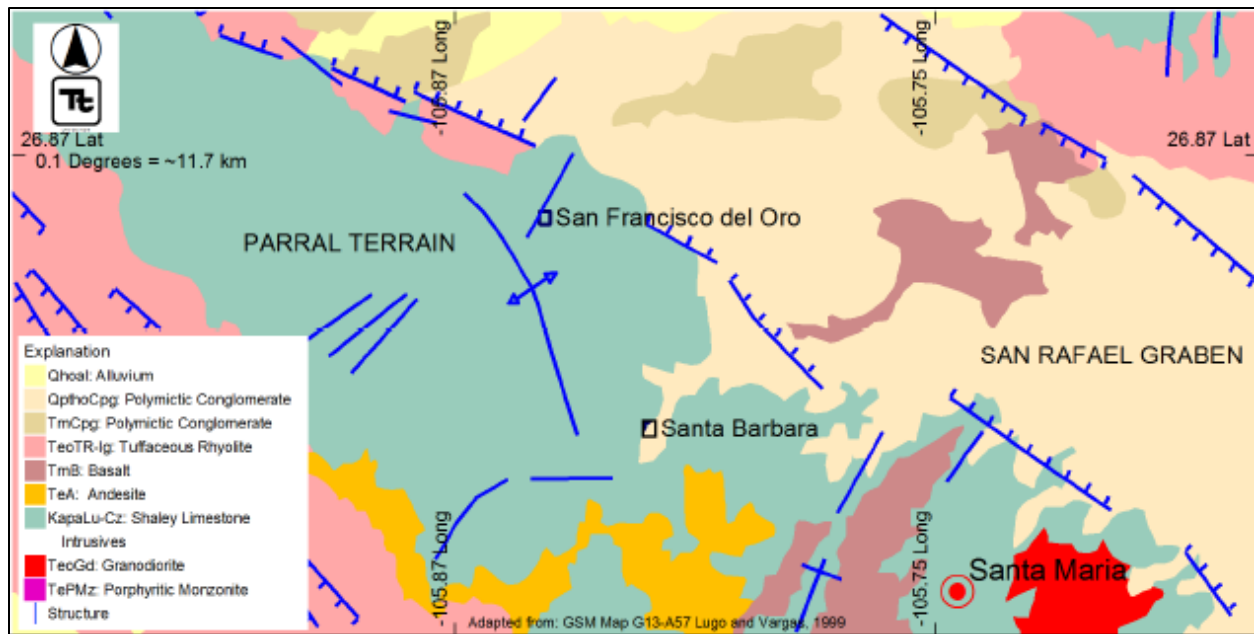 Tt
-105.87 Long
-105.75 Long
26.87 Lat
26.87 Lat
0.1 Degrees = ~11.7 km
San Francisco del Oro
PARRAL TERRAIN
SAN RAFAEL GRABEN
Santa Barbara
Explanation
Qhoal: Alluvium
QpthoCpg: Polymictic Conglomerate
TmCpg: Polymictic Conglomerate
TeoTR-Ig: Tuffaceous Rhyolite
TmB: Basalt
TeA: Andesite
KapaLu-Cz: Shaley Limestone
Intrusives
TeoGd: Granodiorite
TePMz: Porphyritic Monzonite
Structure
-105.87 Long
-105.75 Long
Santa Maria
Adapted from: GSM Map G13-A57 Lugo and Vargas, 1999